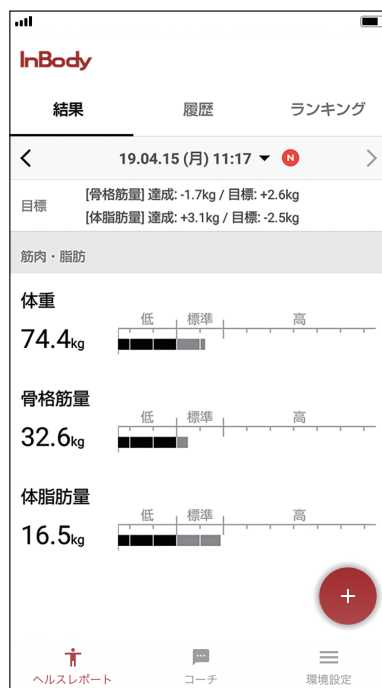 InBody
結果 履歴 ランキング
19.04.15 (月) 11:17 N
目標
[骨格筋量] 達成: -1.7kg / 目標: +2.6kg
[体脂肪量] 達成: +3.1kg / 目標: -2.5kg
筋肉・脂肪
体重
低 標準 高
74.4kg
骨格筋量
低 標準 高
32.6kg
体脂肪量
低 標準 高
16.5kg
+
ヘルスレポート コーチ 環境設定